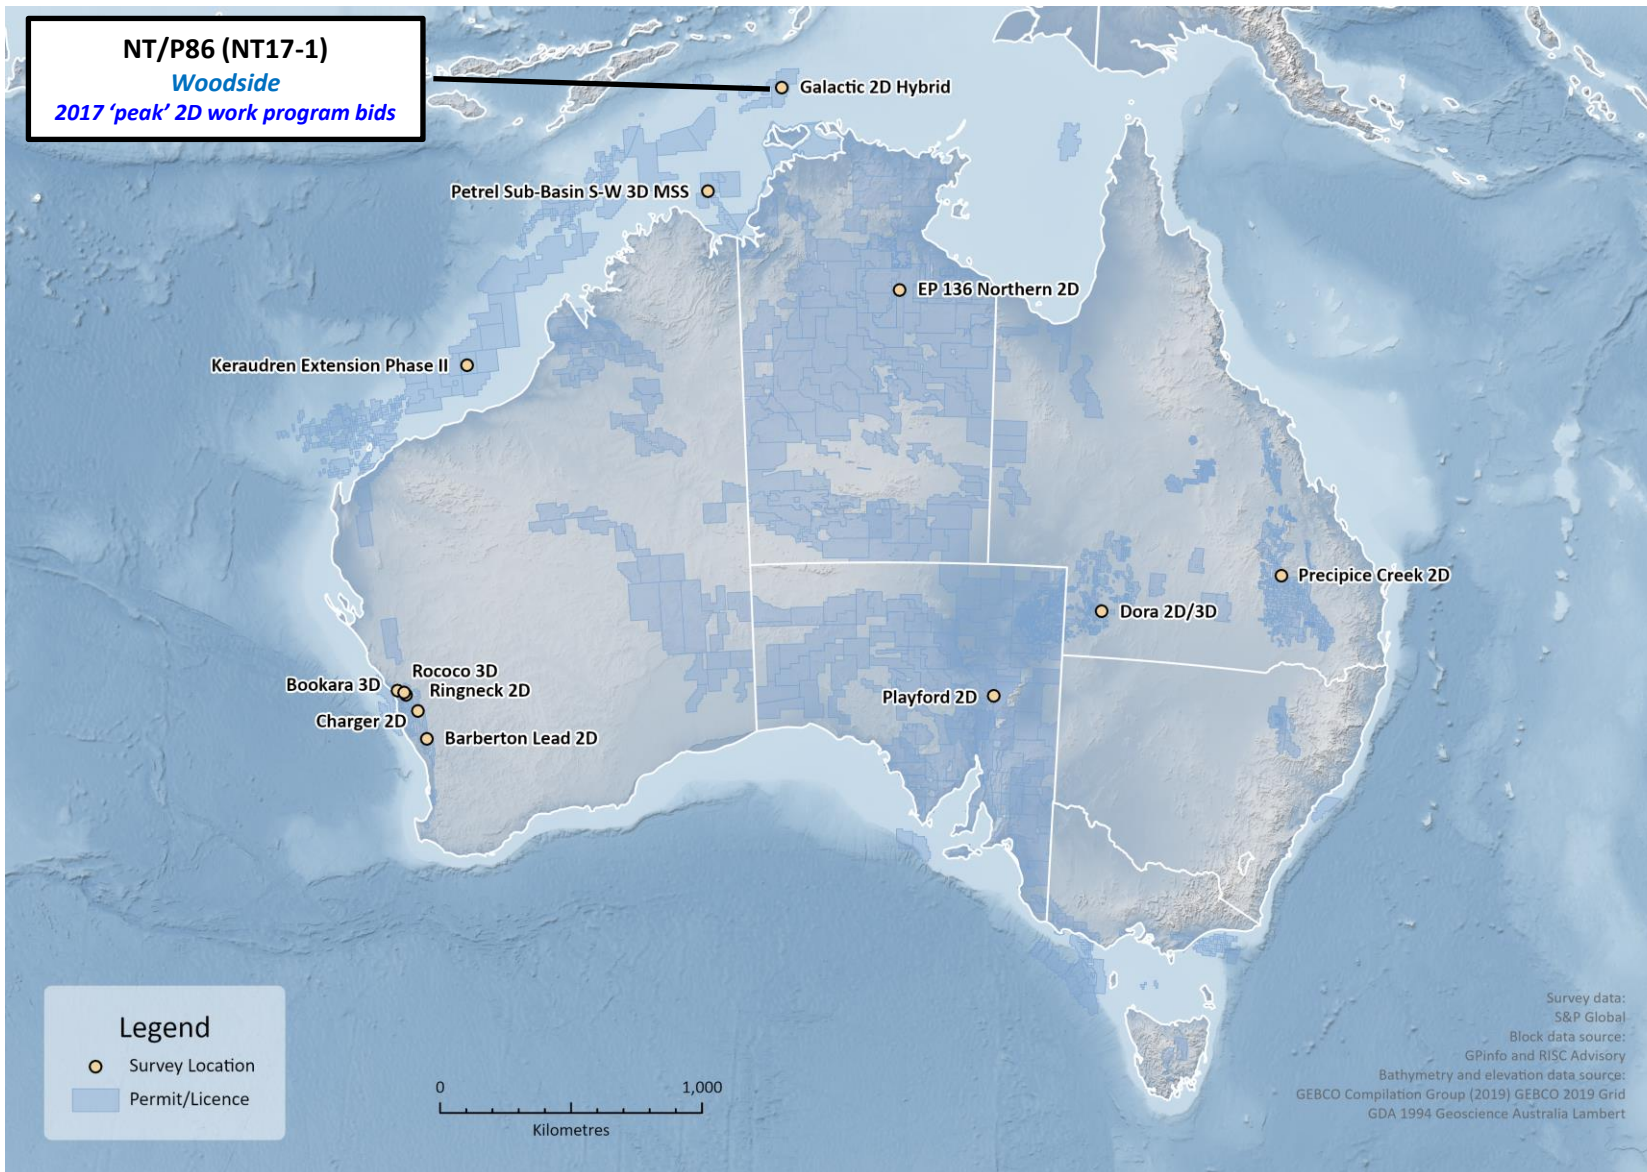 NT/P86 (NT17-1)
Woodside
2017 ‘peak’ 2D work program bids
Galactic 2D Hybrid
Petrel Sub-Basin S-W 3D MSS
EP 136 Northern 2D
Keraudren Extension Phase II
Precipice Creek 2D
Dora 2D/3D
Rococo 3D
Bookara 3D
Ringneck 2D
Playford 2D
Charger 2D
Barberton Lead 2D
Legend
Survey Location
Permit/Licence
0 1,000
Kilometres
Survey data:
S&P Global
Block data source:
GPinfo and RISC Advisory
Bathymetry and elevation data source:
GEBCO Compilation Group (2019) GEBCO 2019 Grid
GDA 1994 Geoscience Australia Lambert